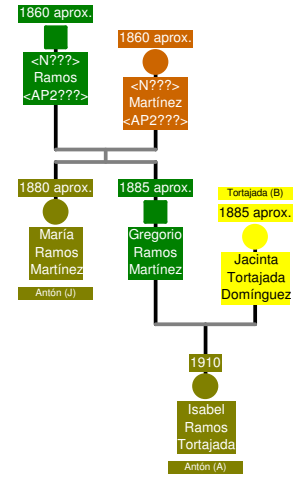 1860 aprox.
<N???>
Ramos
<AP2???>
1860 aprox.
<N???>
Martínez
<AP2???>
1880 aprox.
María
Ramos
Martínez
Antón (J)
1885 aprox.
Gregorio
Ramos
Martínez
Tortajada (B)
1885 aprox.
Jacinta
Tortajada
Domínguez
1910
Isabel
Ramos
Tortajada
Antón (A)